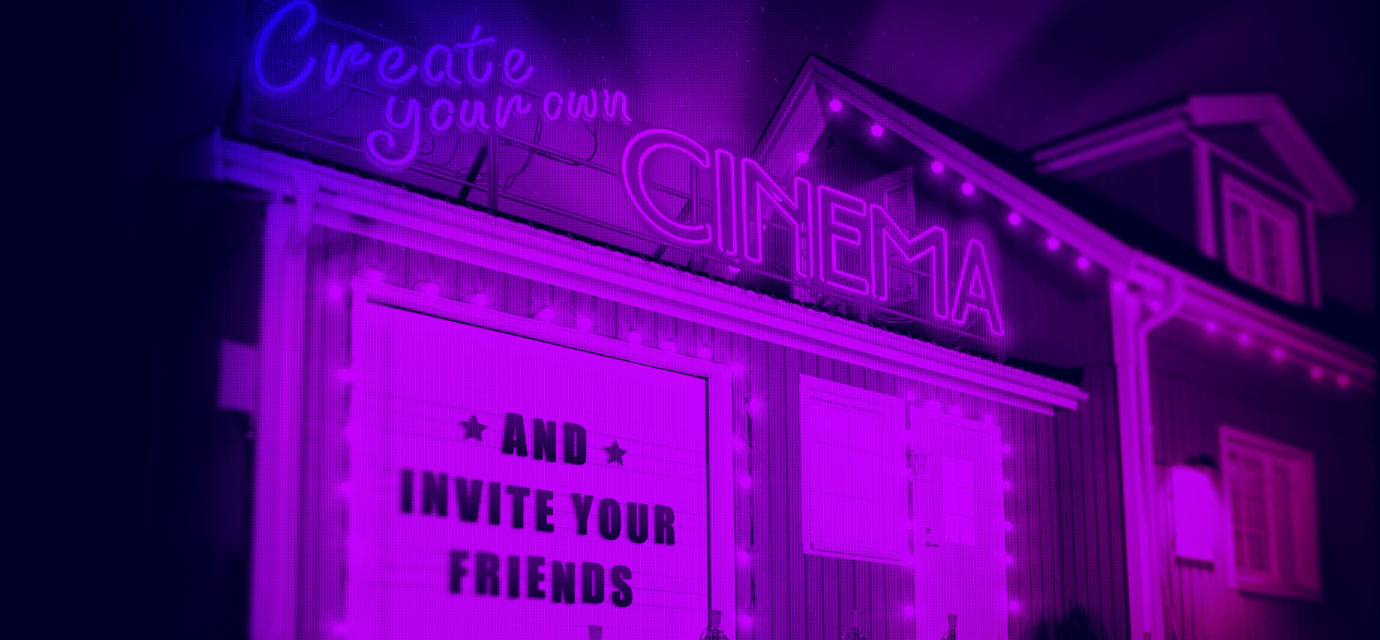 Create
your own
CINEMA
★ AND ★
INVITE YOUR
FRIENDS